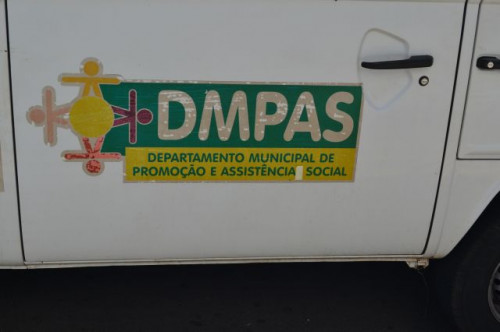 DMPAS
DEPARTAMENTO MUNICIPAL DE
PROMOÇÃO E ASSISTÊNCIA SOCIAL